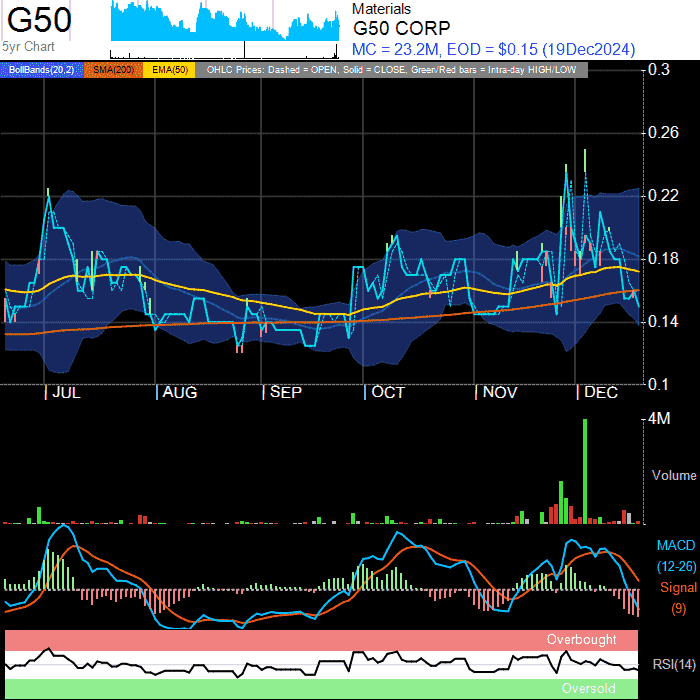 G50
5yr Chart
Materials
G50 CORP
MC = 23.2M, EOD = $0.15 (19Dec2024)
BollBands(20,2) SMA(200) EMA(50) OHLC Prices: Dashed = OPEN, Solid = CLOSE, Green/Red bars = Intra-day HIGH/LOW
0.3
0.26
0.22
0.18
0.14
0.1
JUL AUG SEP OCT NOV DEC
4M
Volume
MACD
(12-26)
Signal
(9)
Overbought
RSI(14)
Oversold